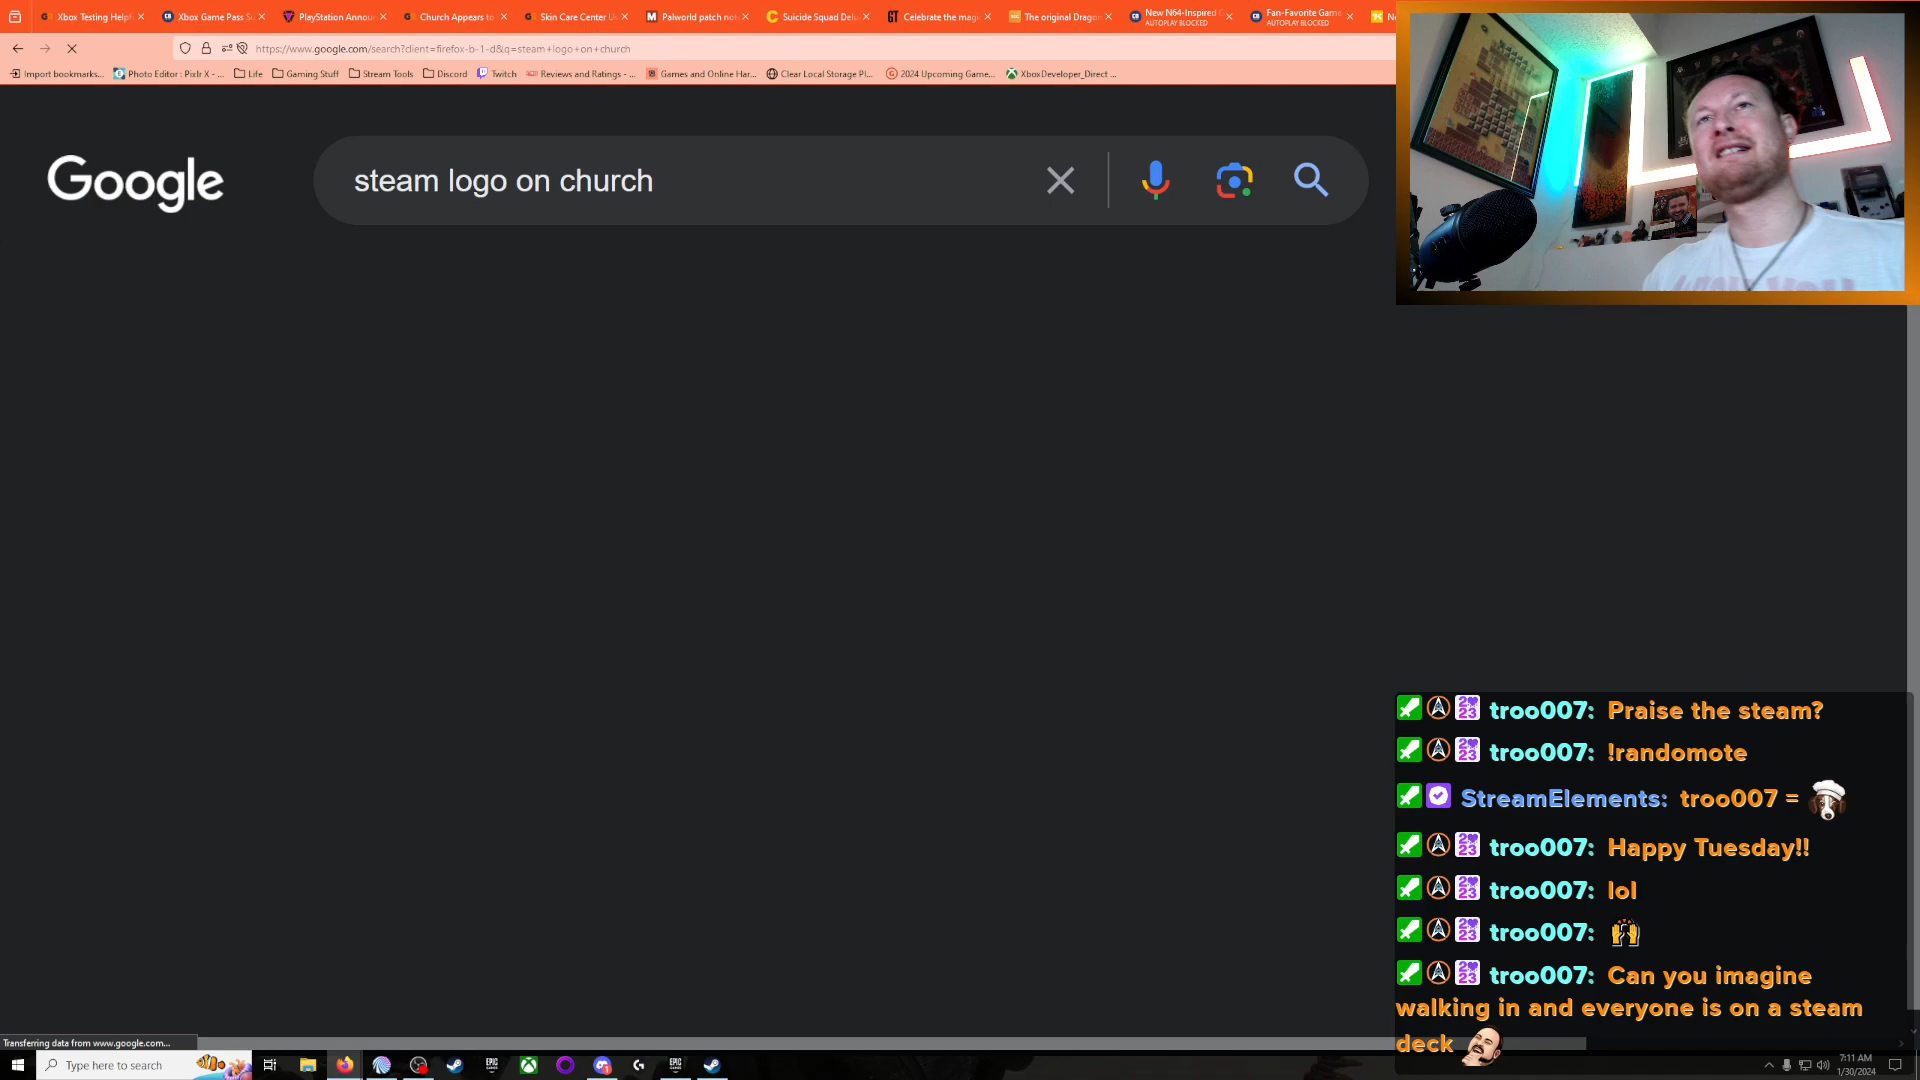 Xbox Testing Helpf
Xbox Game Pass Su
PlayStation Announ
Church Appears to
Skin Care Center U
Palworld patch not
Suicide Squad Delu
Celebrate the magi
The original Dragon
New N64-Inspired G
AUTOPLAY BLOCKED
Fan-Favorite Game
AUTOPLAY BLOCKED
https://www.google.com/search?client=firefox-b-1-d&q=steam+logo+on+church
Import bookmarks...
Photo Editor : Pixlr X - ...
Life
Gaming Stuff
Stream Tools
Discord
Twitch
Reviews and Ratings - ...
Games and Online Har...
Clear Local Storage Pl...
2024 Upcoming Game...
XboxDeveloper_Direct ...
Google
steam logo on church
troo007: Praise the steam?
troo007: !randomote
StreamElements: troo007 =
troo007: Happy Tuesday!!
troo007: lol
troo007:
troo007: Can you imagine
walking in and everyone is on a steam
deck
Transferring data from www.google.com...
Type here to search
7:11 AM
1/30/2024